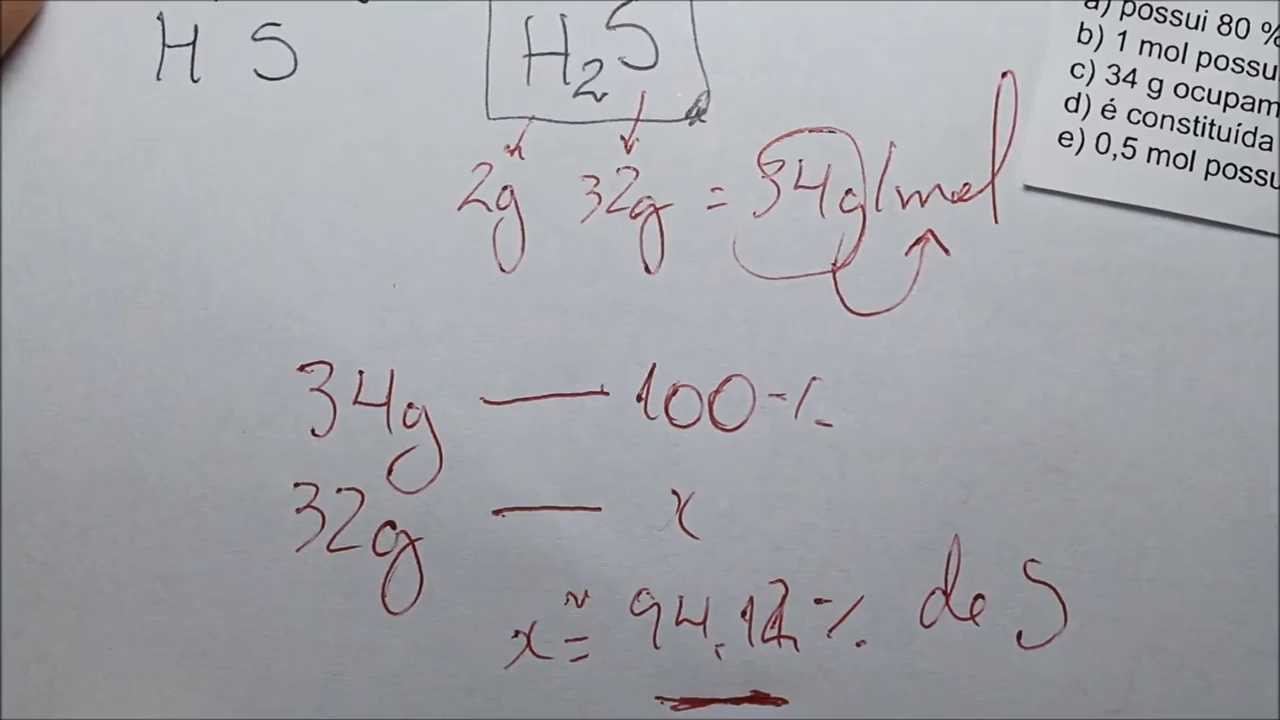 H S
H₂S
2g 32g = 34g/mol
34g — 100%
32g — x
x ≅ 94,12% de S
a) possui 80 %
b) 1 mol possu
c) 34 g ocupam
d) é constituída
e) 0,5 mol possu